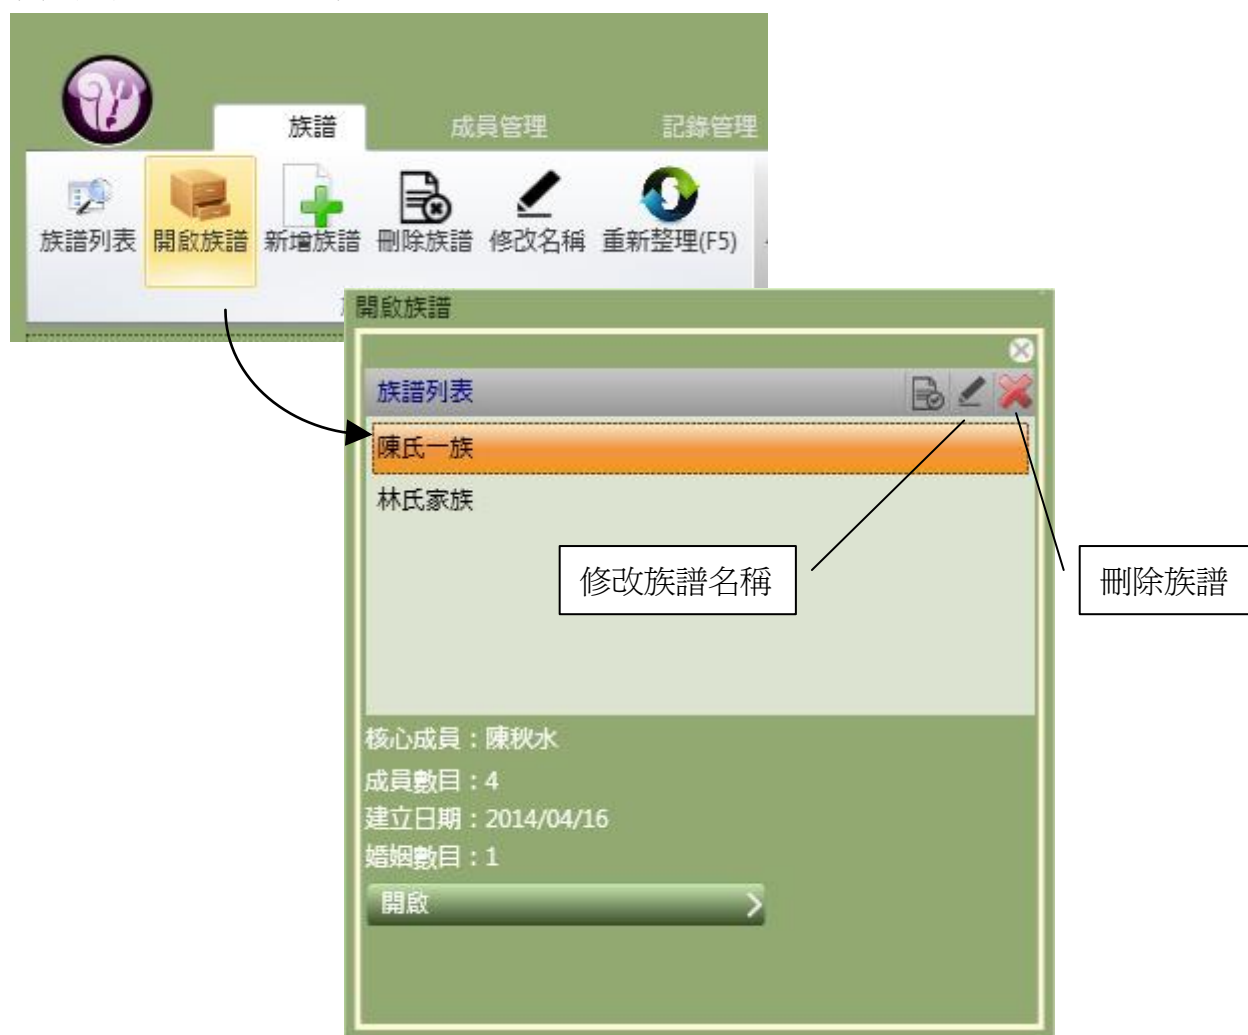 族譜
成員管理
記錄管理
族譜列表
開啟族譜
新增族譜
刪除族譜
修改名稱
重新整理(F5)
開啟族譜
族譜列表
陳氏一族
林氏家族
修改族譜名稱
刪除族譜
核心成員：陳秋水
成員數目：4
建立日期：2014/04/16
婚姻數目：1
開啟